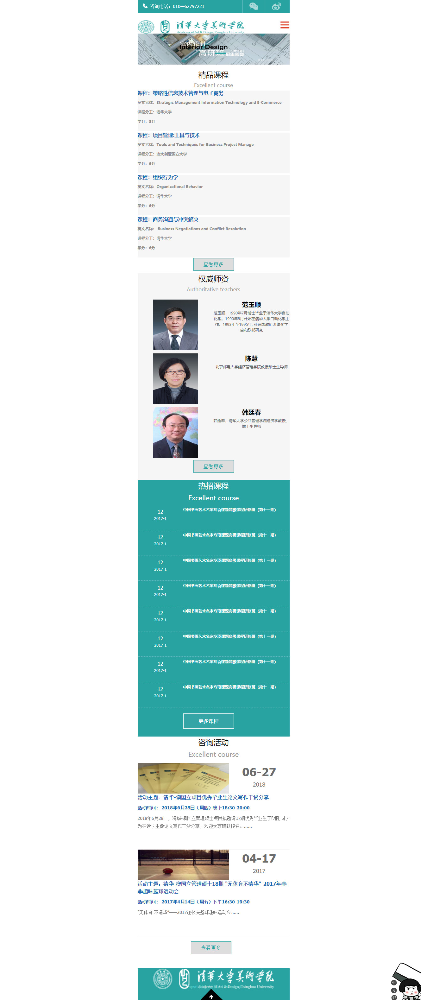 咨询电话：010—62797221
清華大学美術学院
Academy of Art & Design, Tsinghua University
室内设计
Interior Design
高研班
招生简章
精品课程
Excellent course
课程：策略性信息技术管理与电子商务
英文名称：Strategic Management Information Technology and E-Commerce
课程分工：清华大学
学分：3分
课程：项目管理:工具与技术
英文名称：Tools and Techniques for Business Project Manage
课程分工：澳大利亚国立大学
学分：6分
课程：组织行为学
英文名称：Organizational Behavior
课程分工：清华大学
学分：6分
课程：商务沟通与冲突解决
英文名称： Business Negotiations and Conflict Resolution
课程分工：清华大学
学分：6分
查看更多
权威师资
Authoritative teachers
范玉顺
范玉顺，1990年7月博士毕业于清华大学自动
化系。1990年8月开始在清华大学自动化系工
作。1993年至1995年, 获德国政府洪堡奖学
金和联邦研究
陈慧
北京邮电大学经济管理学院教授硕士生导师
韩廷春
韩廷春，清华大学公共管理学院经济学教授、
博士生导师
查看更多
热招课程
Excellent course
12
中国书画艺术名家专项课题高级课程研修班（第十一期）
2017-1
12
中国书画艺术名家专项课题高级课程研修班（第十一期）
2017-1
12
中国书画艺术名家专项课题高级课程研修班（第十一期）
2017-1
12
中国书画艺术名家专项课题高级课程研修班（第十一期）
2017-1
12
中国书画艺术名家专项课题高级课程研修班（第十一期）
2017-1
12
中国书画艺术名家专项课题高级课程研修班（第十一期）
2017-1
12
中国书画艺术名家专项课题高级课程研修班（第十一期）
2017-1
12
中国书画艺术名家专项课题高级课程研修班（第十一期）
2017-1
更多课程
咨询活动
Excellent course
06-27
2018
活动主题：清华-澳国立项目优秀毕业生论文写作干货分享
活动时间： 2018年6月28日（周四）晚上18:30-20:00
2018年6月28日，清华-澳国立管理硕士项目拟邀请17期优秀毕业生于明刚同学
为在读学生做论文写作干货分享，欢迎大家踊跃报名。......
04-17
2017
活动主题：清华-澳国立管理硕士18期 “无体育不清华”-2017年春
季趣味篮球运动会
活动时间： 2017年4月14日（周五）下午16:30-19:30
“无体育 不清华”——2017迎校庆篮球趣味运动会......
查看更多
清華大学美術学院
Academy of Art & Design, Tsinghua University
中